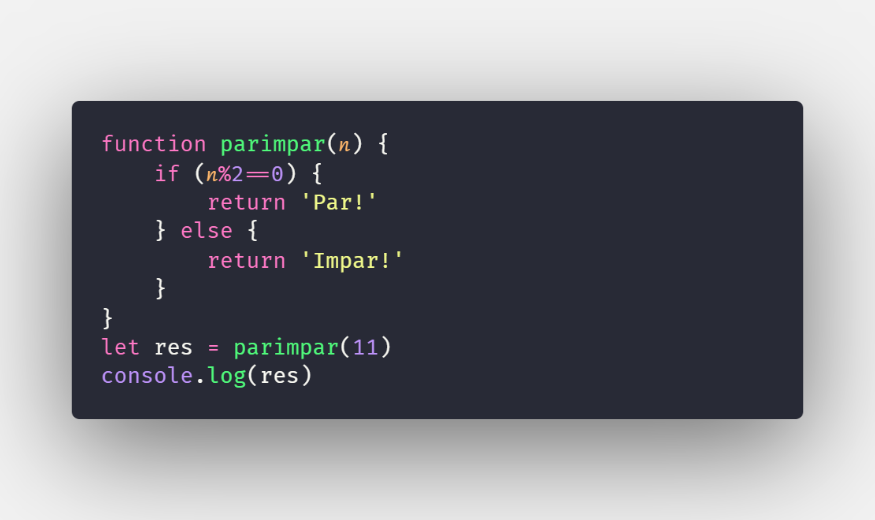 function parimpar(n) {
    if (n%2==0) {
        return 'Par!'
    } else {
        return 'Impar!'
    }
}
let res = parimpar(11)
console.log(res)